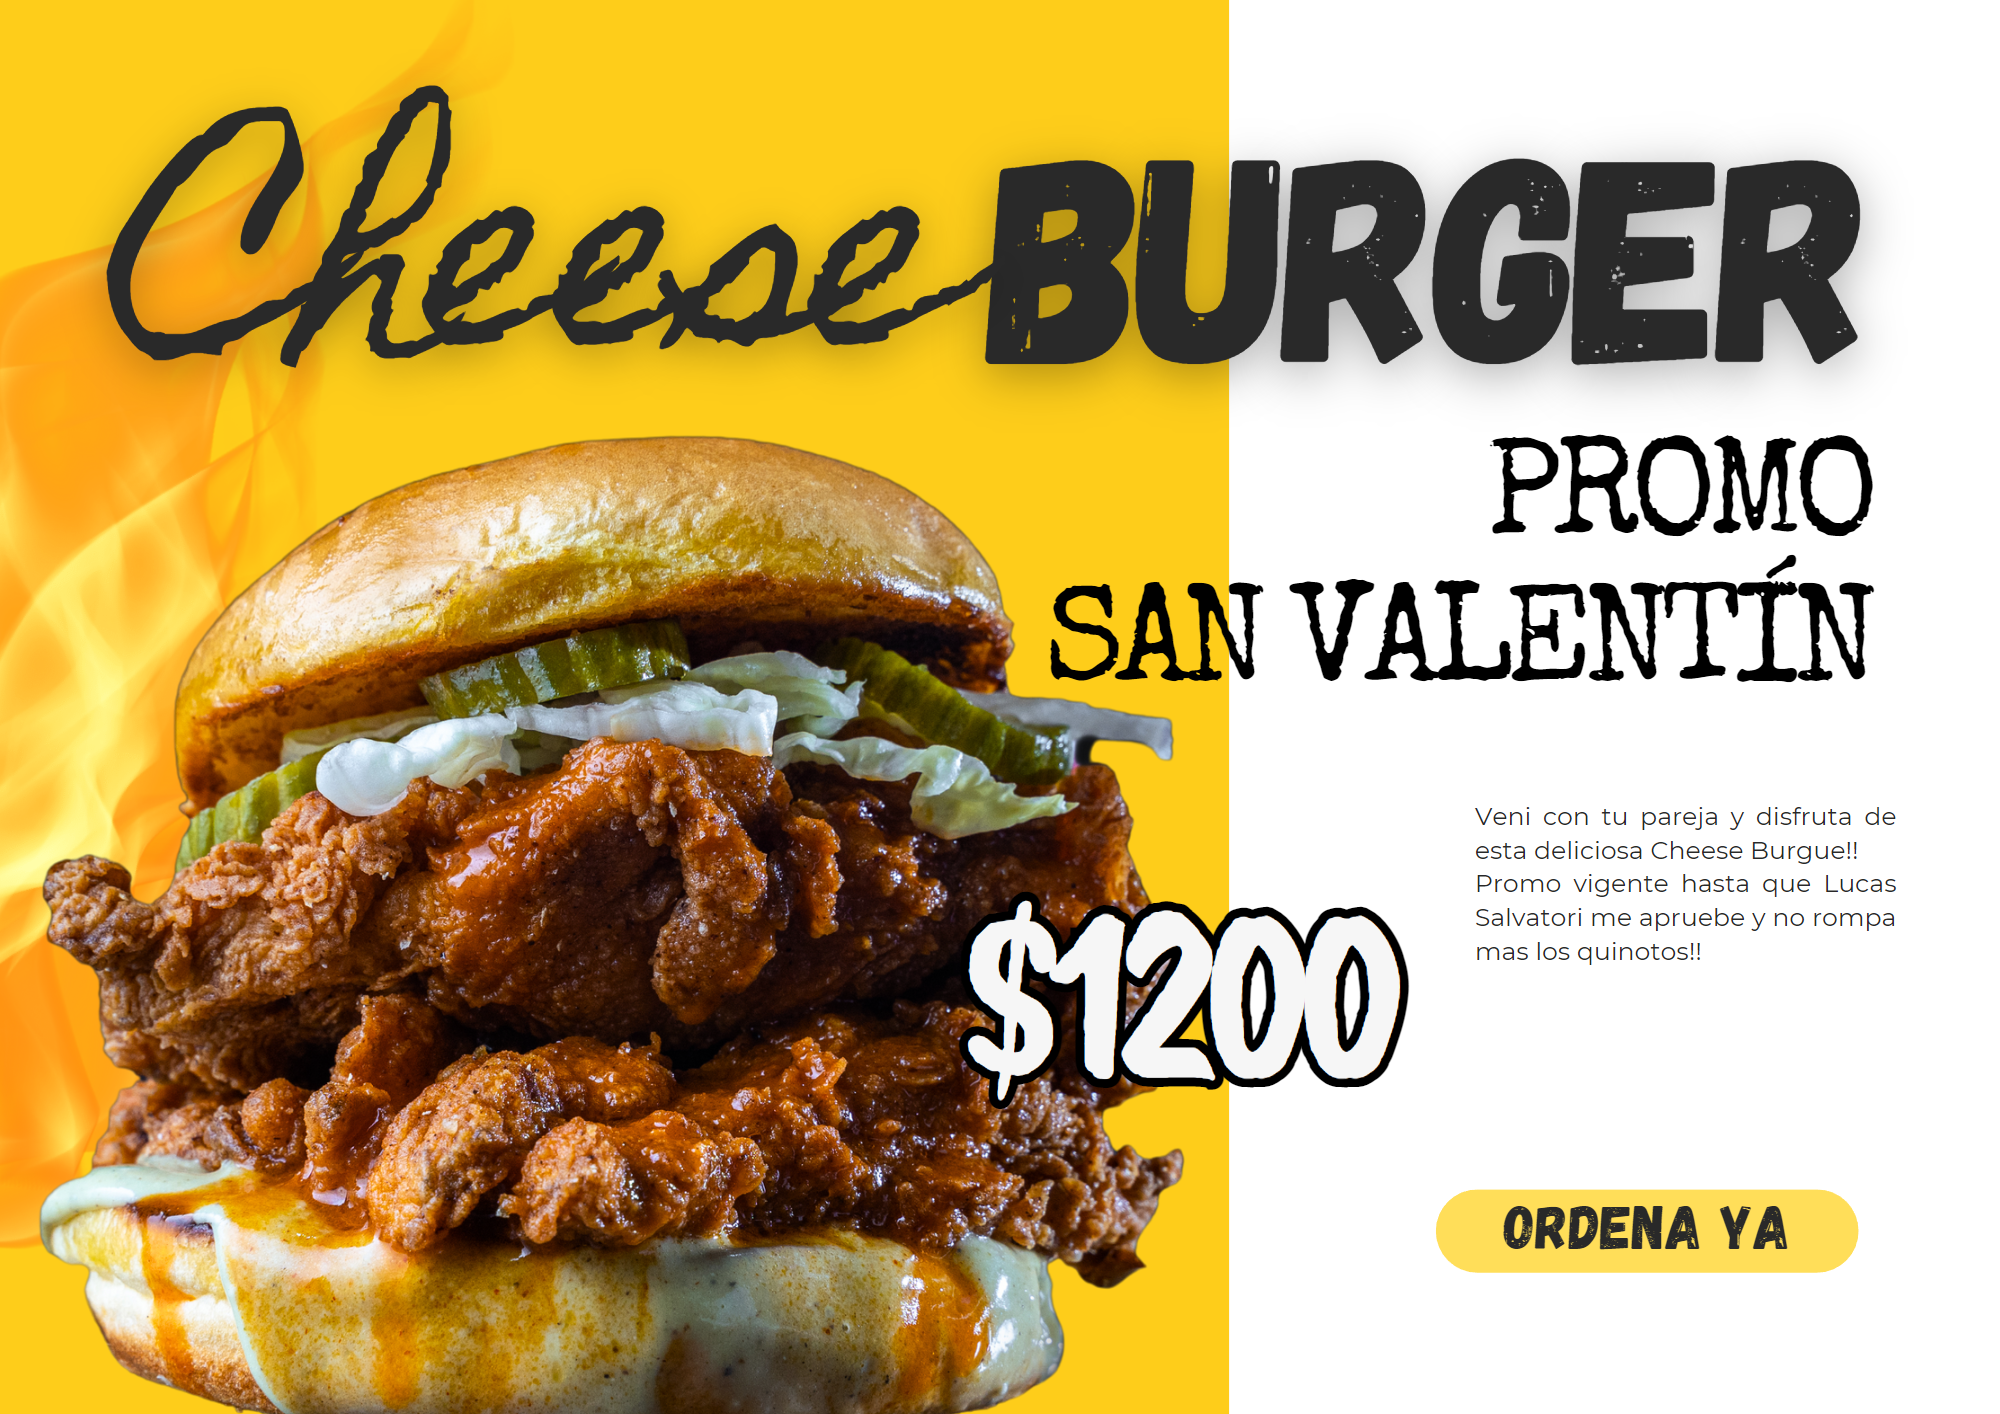 Cheese BURGER
PROMO
SAN VALENTÍN
Veni con tu pareja y disfruta de
esta deliciosa Cheese Burgue!!
Promo vigente hasta que Lucas
Salvatori me apruebe y no rompa
mas los quinotos!!
$1200
ORDENA YA